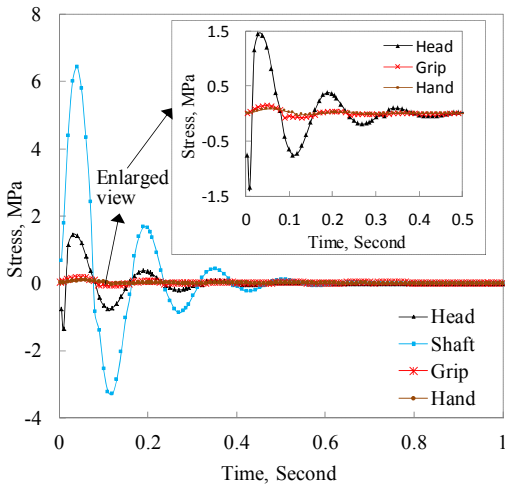 8
6
4
2
0
-2
-4
Stress, MPa
0
0.2
0.4
0.6
0.8
1
Time, Second
Enlarged
view
Head
Shaft
Grip
Hand
1.5
0.5
-0.5
-1.5
Stress, MPa
0
0.1
0.2
0.3
0.4
0.5
Time, Second
Head
Grip
Hand